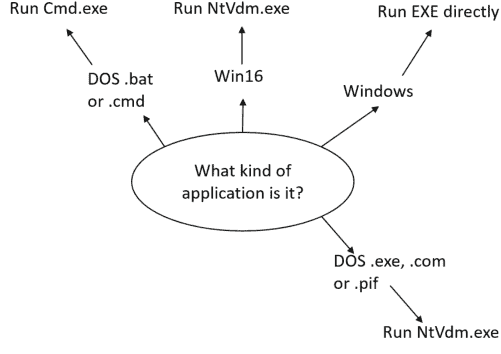 Run Cmd.exe
Run NtVdm.exe
Run EXE directly
DOS .bat
or .cmd
Win16
Windows
What kind of
application is it?
DOS .exe, .com
or .pif
Run NtVdm.exe